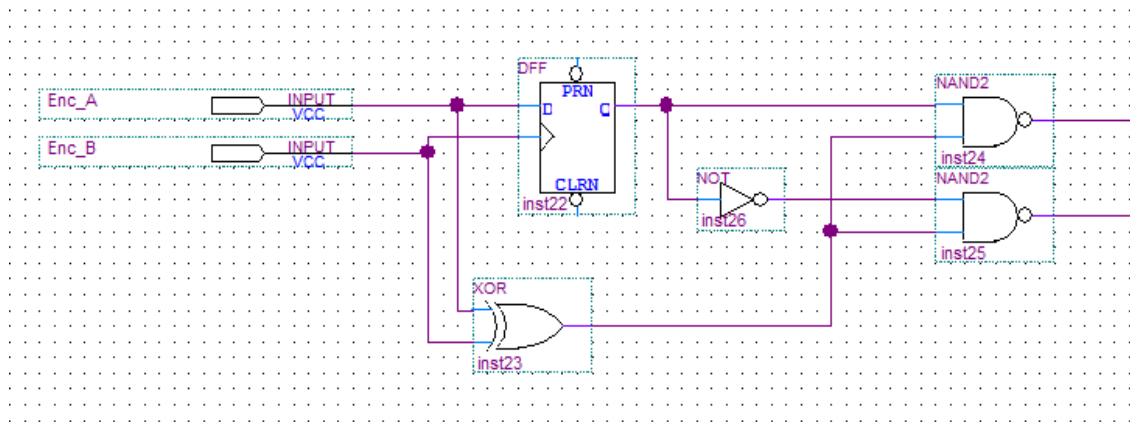 Enc_A
INPUT
VCC
Enc_B
INPUT
VCC
DFF
PRN
D
Q
CLRN
inst22
NOT
inst26
NAND2
inst24
NAND2
inst25
XOR
inst23